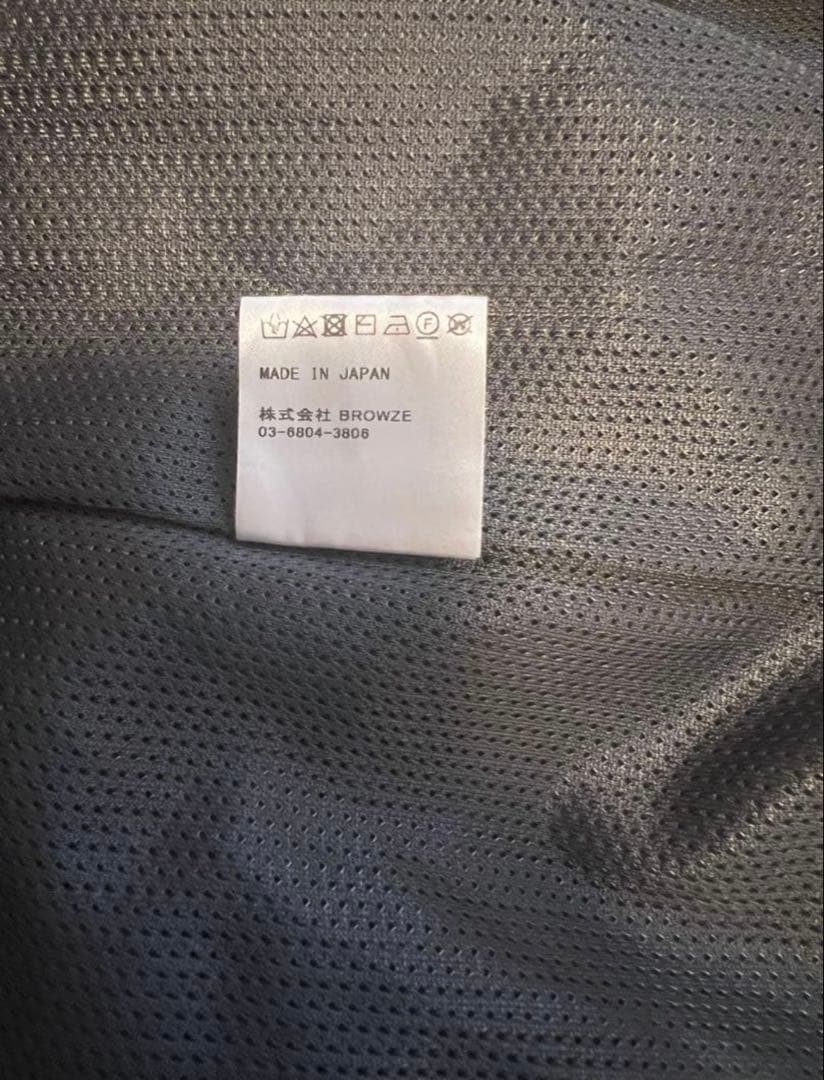 MADE IN JAPAN
株式会社 BROWZE
03-6804-3806